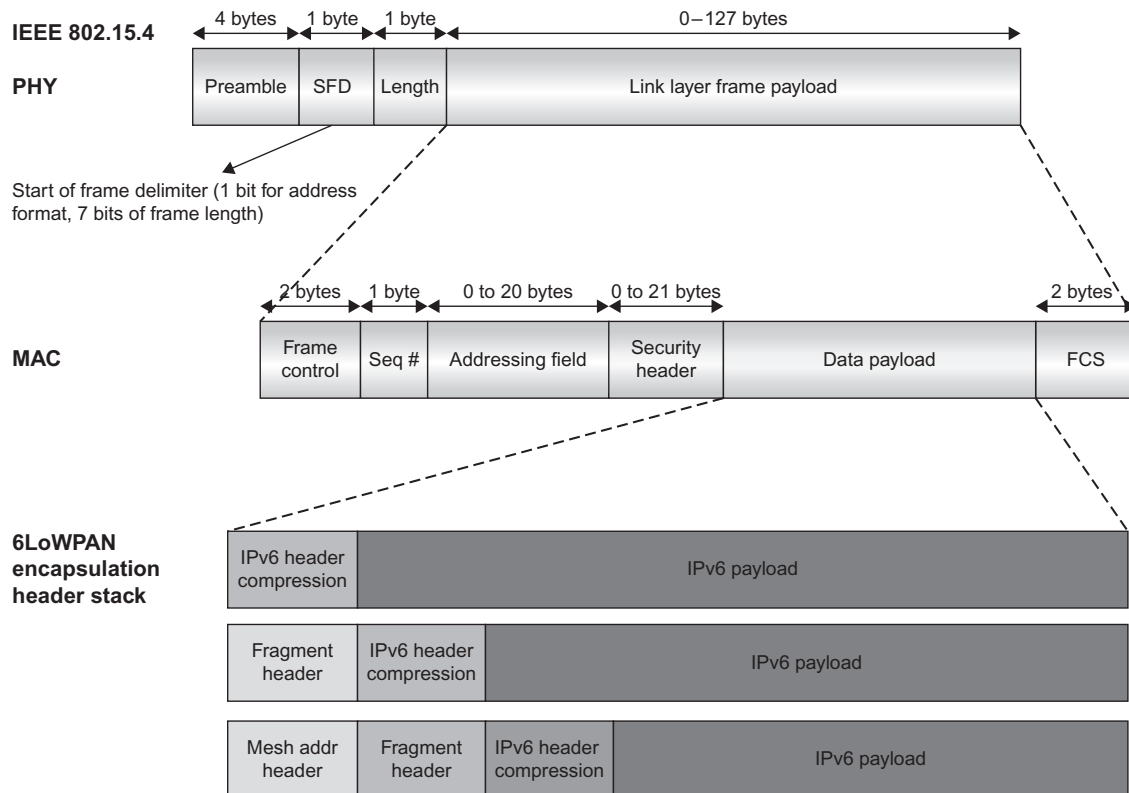 4 bytes 1 byte 1 byte 0–127 bytes
IEEE 802.15.4
PHY
Preamble SFD Length Link layer frame payload
Start of frame delimiter (1 bit for address
format, 7 bits of frame length)
2 bytes 1 byte 0 to 20 bytes 0 to 21 bytes 2 bytes
MAC
Frame
control
Seq #
Addressing field
Security
header
Data payload
FCS
6LoWPAN
encapsulation
header stack
IPv6 header
compression
IPv6 payload
Fragment
header
IPv6 header
compression
IPv6 payload
Mesh addr
header
Fragment
header
IPv6 header
compression
IPv6 payload